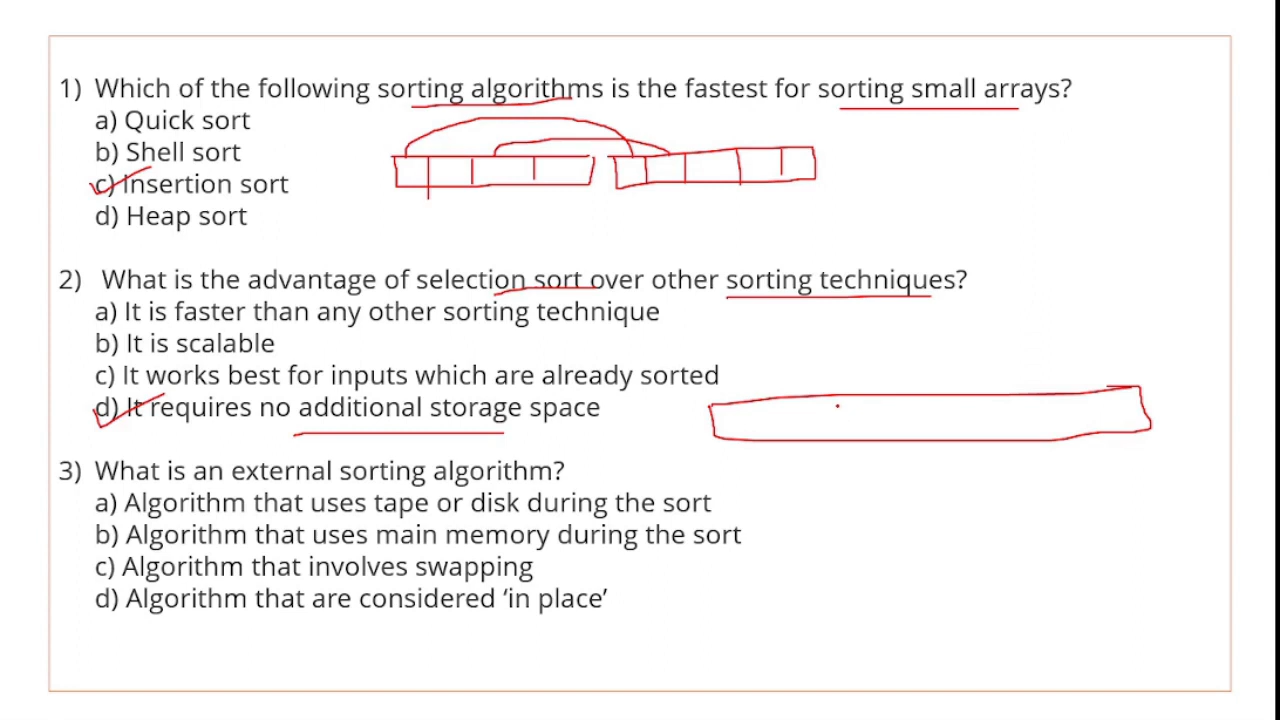 1) Which of the following sorting algorithms is the fastest for sorting small arrays?
a) Quick sort
b) Shell sort
c) Insertion sort
d) Heap sort
2) What is the advantage of selection sort over other sorting techniques?
a) It is faster than any other sorting technique
b) It is scalable
c) It works best for inputs which are already sorted
d) It requires no additional storage space
3) What is an external sorting algorithm?
a) Algorithm that uses tape or disk during the sort
b) Algorithm that uses main memory during the sort
c) Algorithm that involves swapping
d) Algorithm that are considered ‘in place’